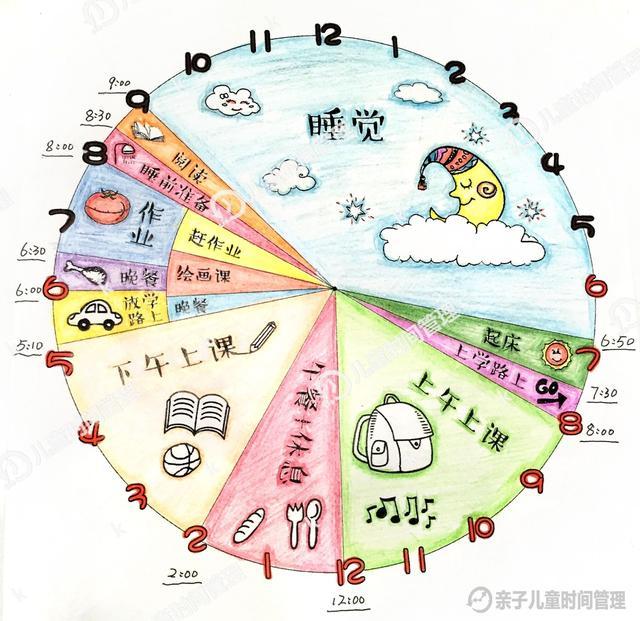 12
1
2
3
4
5
6
6:50
7
7:30
8
8:00
9
10
11
12
12:00
1
2
2:00
3
4
5
5:10
6
6:00
6:30
7
8
8:00
8:30
9
9:00
10
11
睡觉
阅读
睡前准备
作业
赶作业
晚餐
绘画课
放学路上
晚餐
下午上课
午餐+休息
上午上课
上学路上
GO
起床
亲子儿童时间管理
儿童时间管理